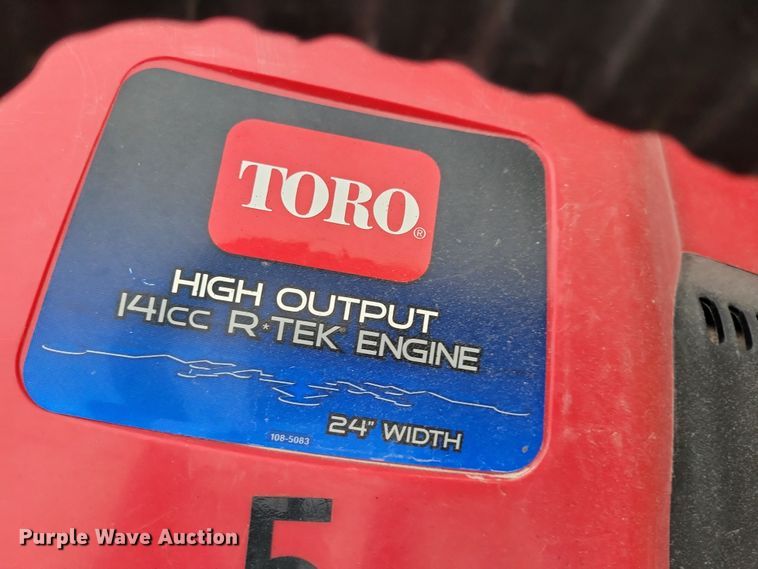 TORO®
HIGH OUTPUT
141cc R*TEK® ENGINE
24" WIDTH
108-5083
5
Purple Wave Auction